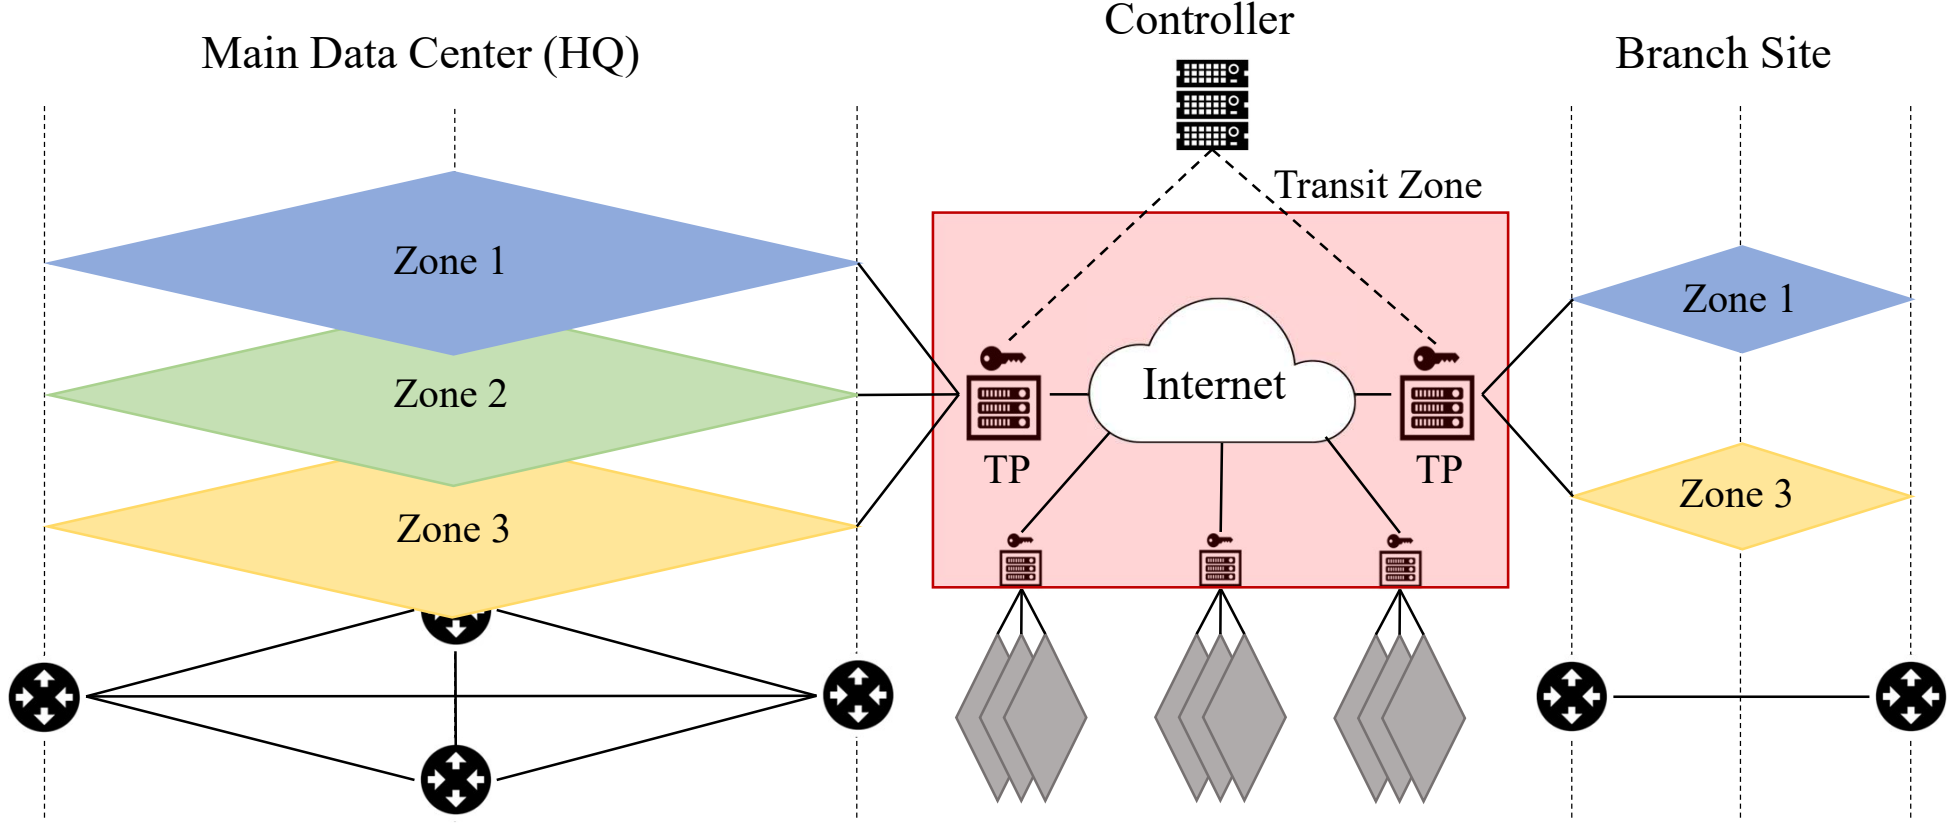 Main Data Center (HQ)
Controller
Branch Site
Transit Zone
Zone 1
Zone 2
Zone 3
Internet
TP
TP
Zone 1
Zone 3